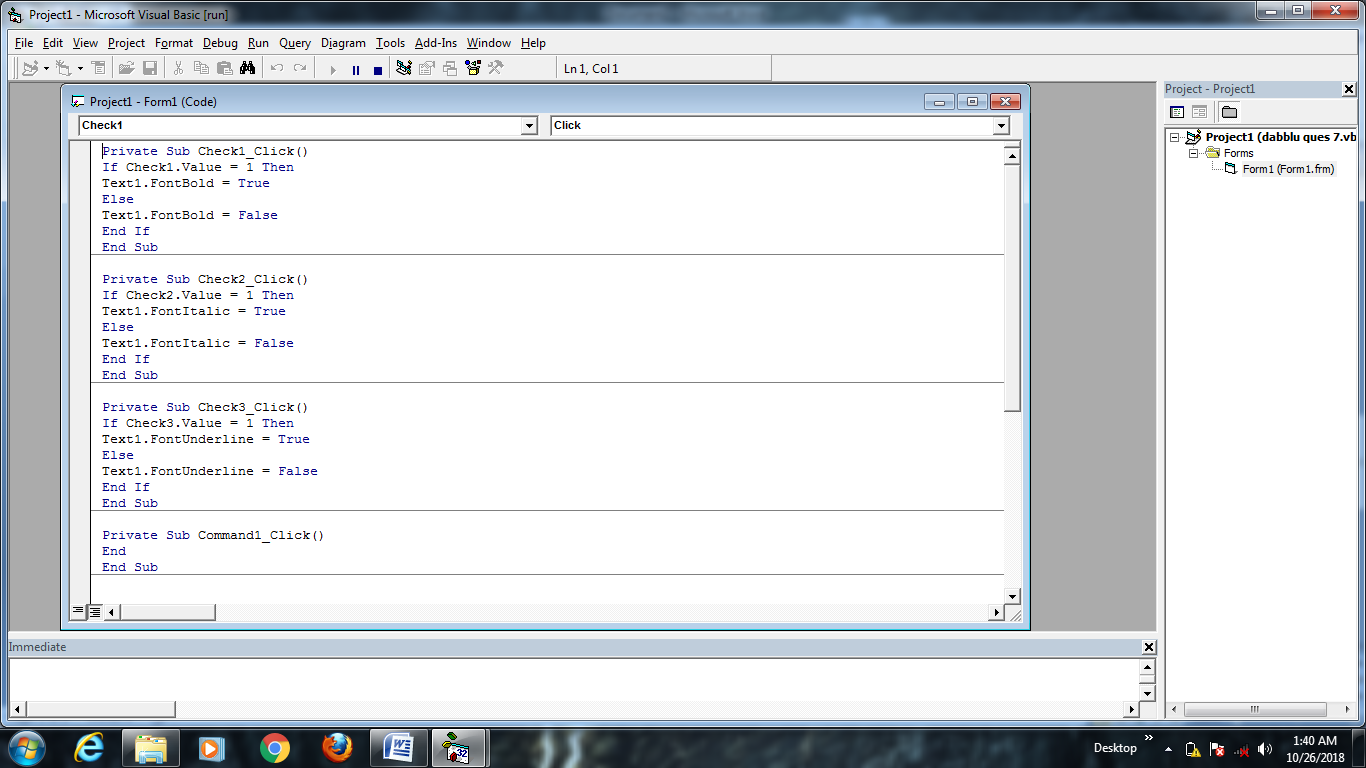 Project1 - Microsoft Visual Basic [run]
File Edit View Project Format Debug Run Query Diagram Tools Add-Ins Window Help
Ln 1, Col 1
Project1 - Form1 (Code)
Check1 Click
Private Sub Check1_Click()
If Check1.Value = 1 Then
Text1.FontBold = True
Else
Text1.FontBold = False
End If
End Sub
Private Sub Check2_Click()
If Check2.Value = 1 Then
Text1.FontItalic = True
Else
Text1.FontItalic = False
End If
End Sub
Private Sub Check3_Click()
If Check3.Value = 1 Then
Text1.FontUnderline = True
Else
Text1.FontUnderline = False
End If
End Sub
Private Sub Command1_Click()
End
End Sub
Immediate
Project - Project1
Project1 (dabblu ques 7.vb
Forms
Form1 (Form1.frm)
Desktop
1:40 AM
10/26/2018